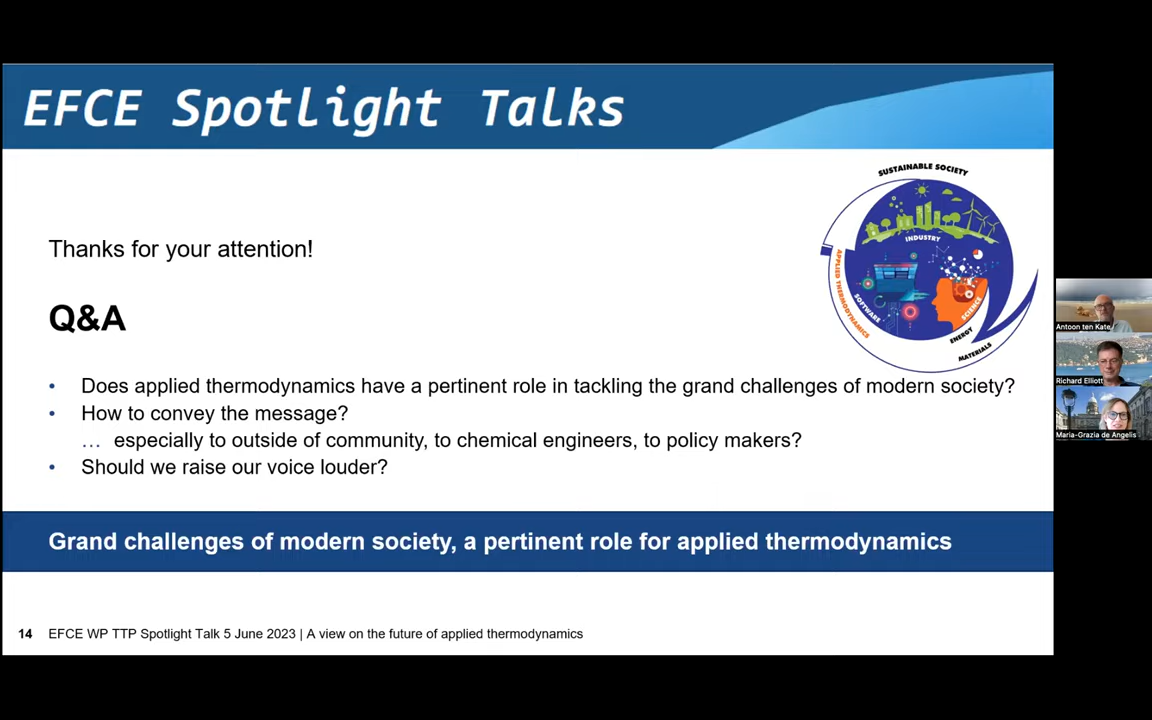 EFCE Spotlight Talks
SUSTAINABLE SOCIETY
INDUSTRY
APPLIED THERMODYNAMICS
SOFTWARE
SCIENCE
ENERGY
MATERIALS
Thanks for your attention!
Q&A
• Does applied thermodynamics have a pertinent role in tackling the grand challenges of modern society?
• How to convey the message?
… especially to outside of community, to chemical engineers, to policy makers?
• Should we raise our voice louder?
Grand challenges of modern society, a pertinent role for applied thermodynamics
14 EFCE WP TTP Spotlight Talk 5 June 2023 | A view on the future of applied thermodynamics
Antoon ten Kate
Richard Elliott
Maria-Grazia de Angelis